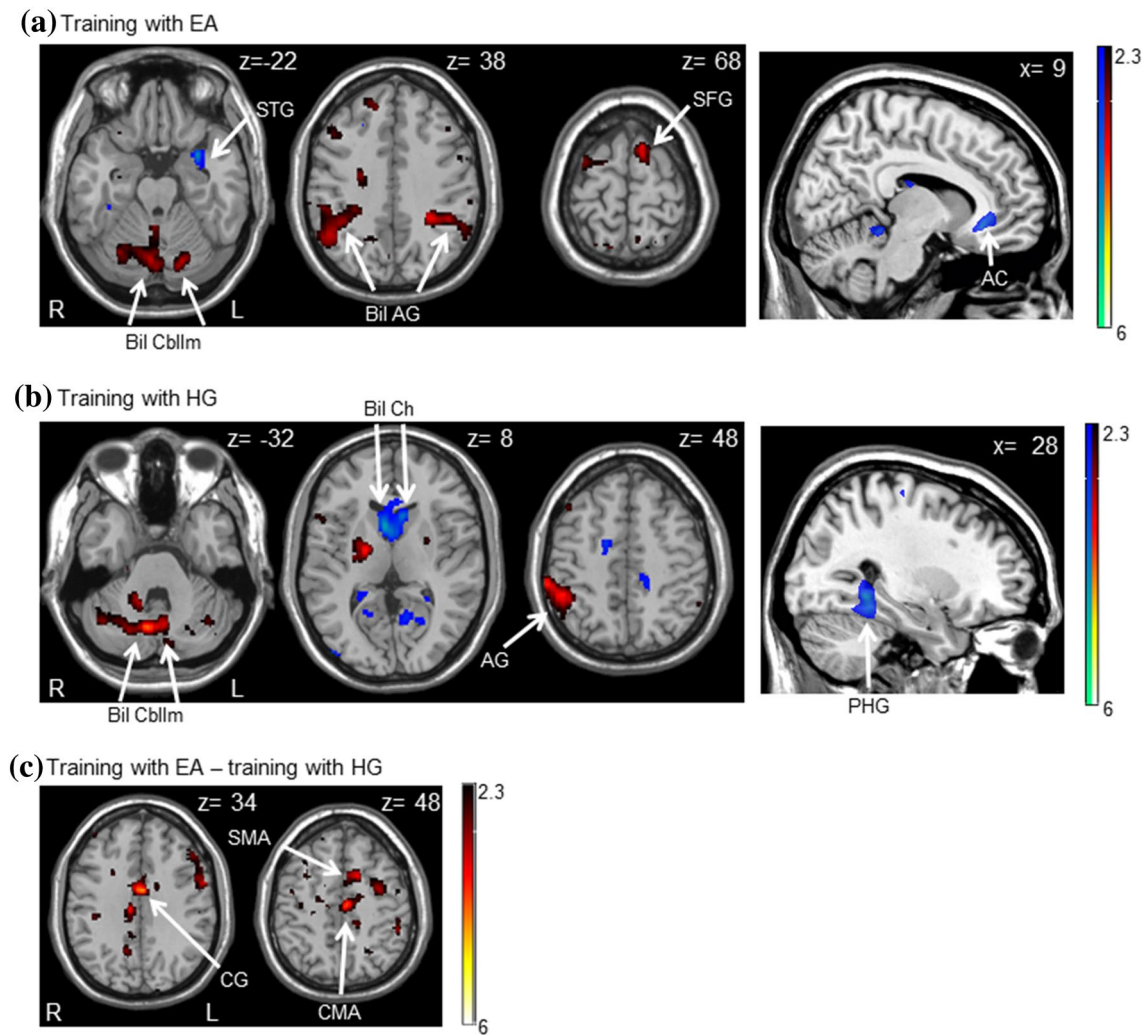 (a) Training with EA
z=-22
z= 38
z= 68
x= 9
2.3
STG
SFG
AC
R
L
Bil AG
6
Bil Cbllm
(b) Training with HG
Bil Ch
z= -32
z= 8
z= 48
x= 28
2.3
AG
R
L
PHG
6
Bil Cbllm
(c) Training with EA – training with HG
z= 34
z= 48
2.3
SMA
CG
R
L
CMA
6